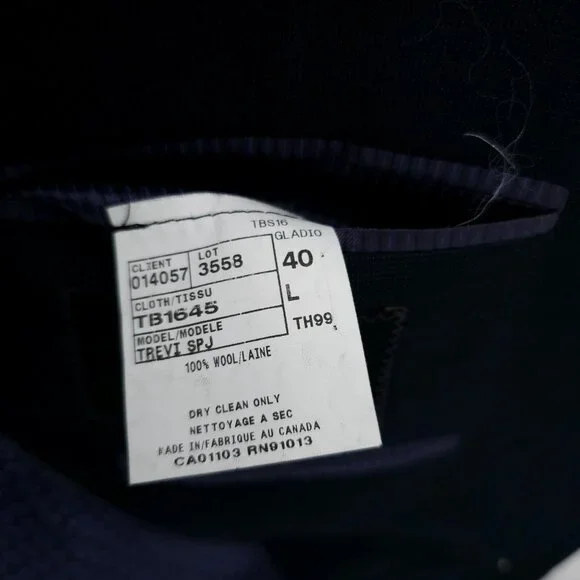 TBS16
GLADIO
CLIENT LOT
014057 3558 40
CLOTH/TISSU
TB1645 L
MODEL/MODELE
TREVI SPJ TH99
100% WOOL/LAINE
DRY CLEAN ONLY
NETTOYAGE A SEC
MADE IN/FABRIQUE AU CANADA
CA01103 RN91013